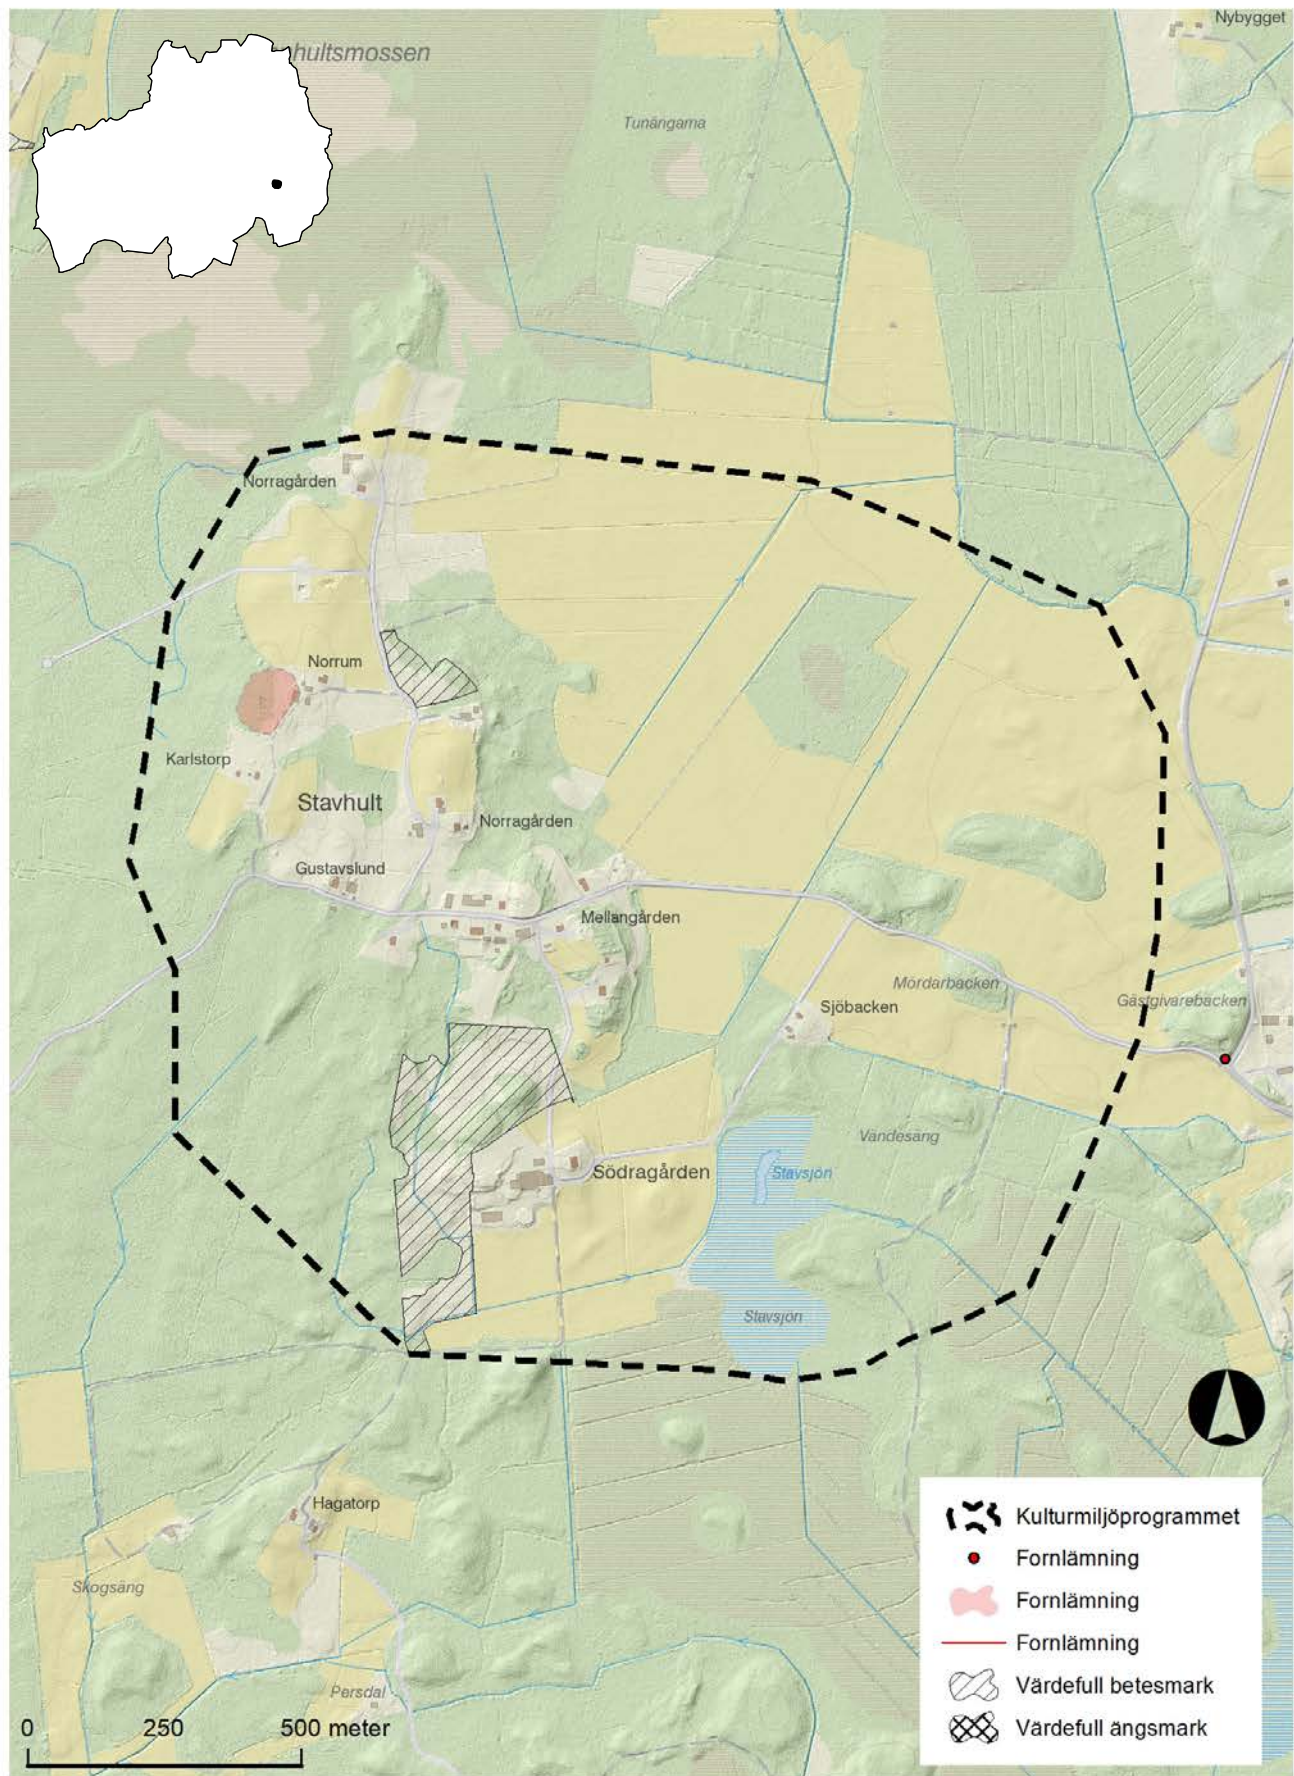 Nybygget
hultsmossen
Tunängarna
Norragården
Norrum
Karlstorp
Stavhult
Norragården
Gustavslund
Mellangården
Mördarbacken
Gästgivarebacken
Sjöbacken
Vändesäng
Södragården
Stavsjön
Stavsjön
Hagatorp
Skogsäng
Persdal
0 250 500 meter
Kulturmiljöprogrammet
Fornlämning
Fornlämning
Fornlämning
Värdefull betesmark
Värdefull ängsmark